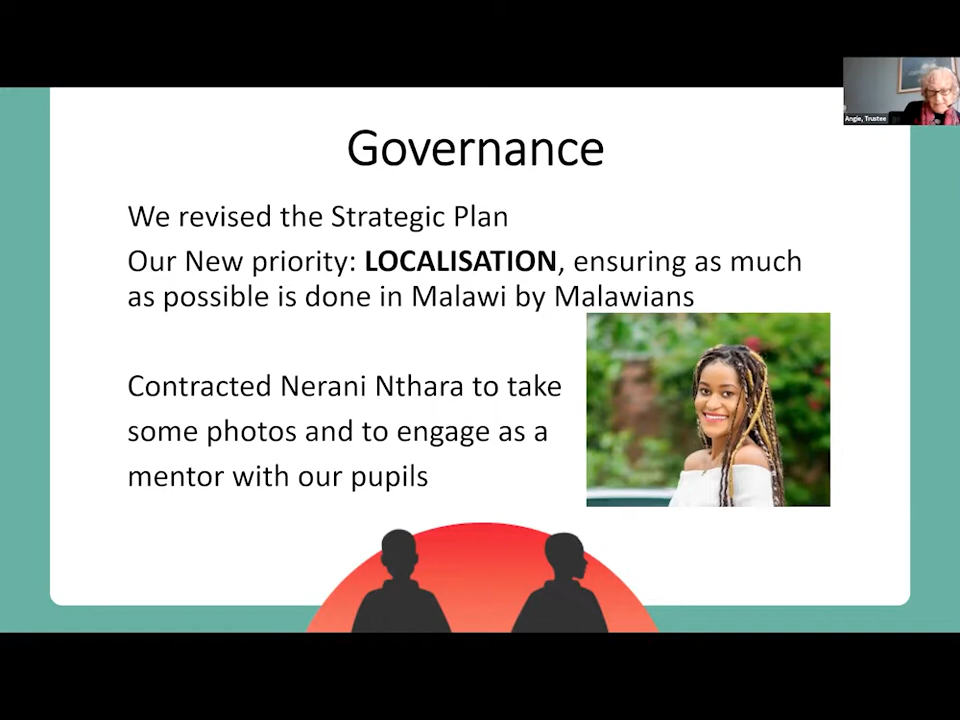 Angie, Trustee
Governance
We revised the Strategic Plan
Our New priority: LOCALISATION, ensuring as much
as possible is done in Malawi by Malawians
Contracted Nerani Nthara to take
some photos and to engage as a
mentor with our pupils